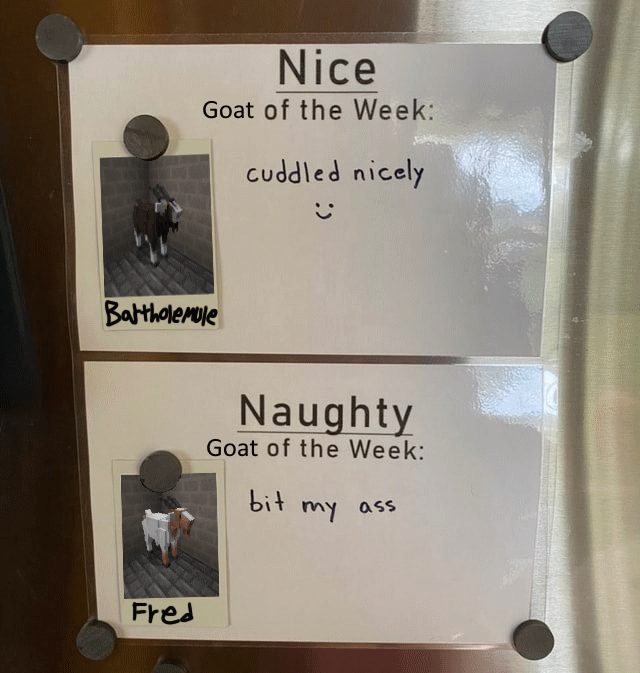 Nice
Goat of the Week:
cuddled nicely
:)
Bartholemule
Naughty
Goat of the Week:
bit my ass
Fred